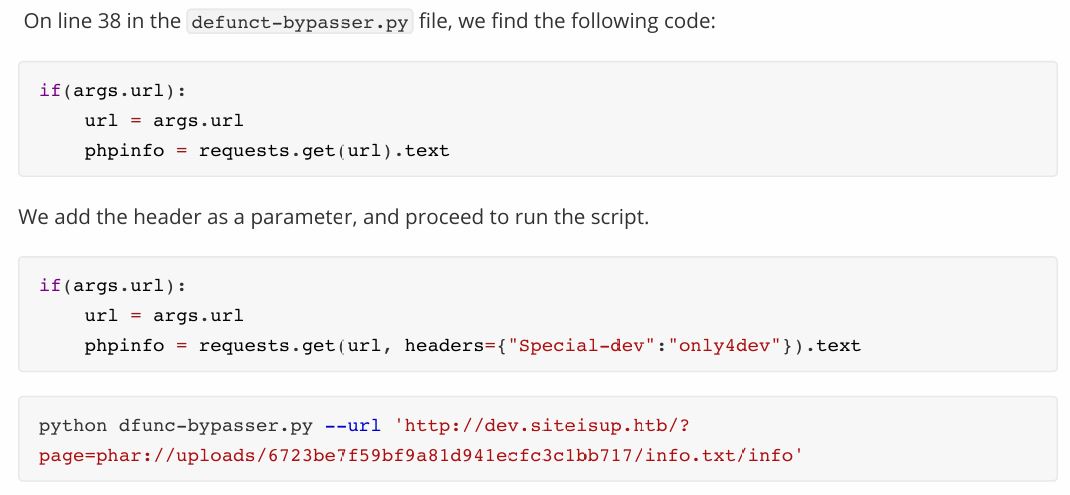 On line 38 in the defunct-bypasser.py file, we find the following code:
if(args.url):
    url = args.url
    phpinfo = requests.get(url).text
We add the header as a parameter, and proceed to run the script.
if(args.url):
    url = args.url
    phpinfo = requests.get(url, headers={"Special-dev":"only4dev"}).text
python dfunc-bypasser.py --url 'http://dev.siteisup.htb/?
page=phar://uploads/6723be7f59bf9a81d941ecfc3c1bb717/info.txt/info'